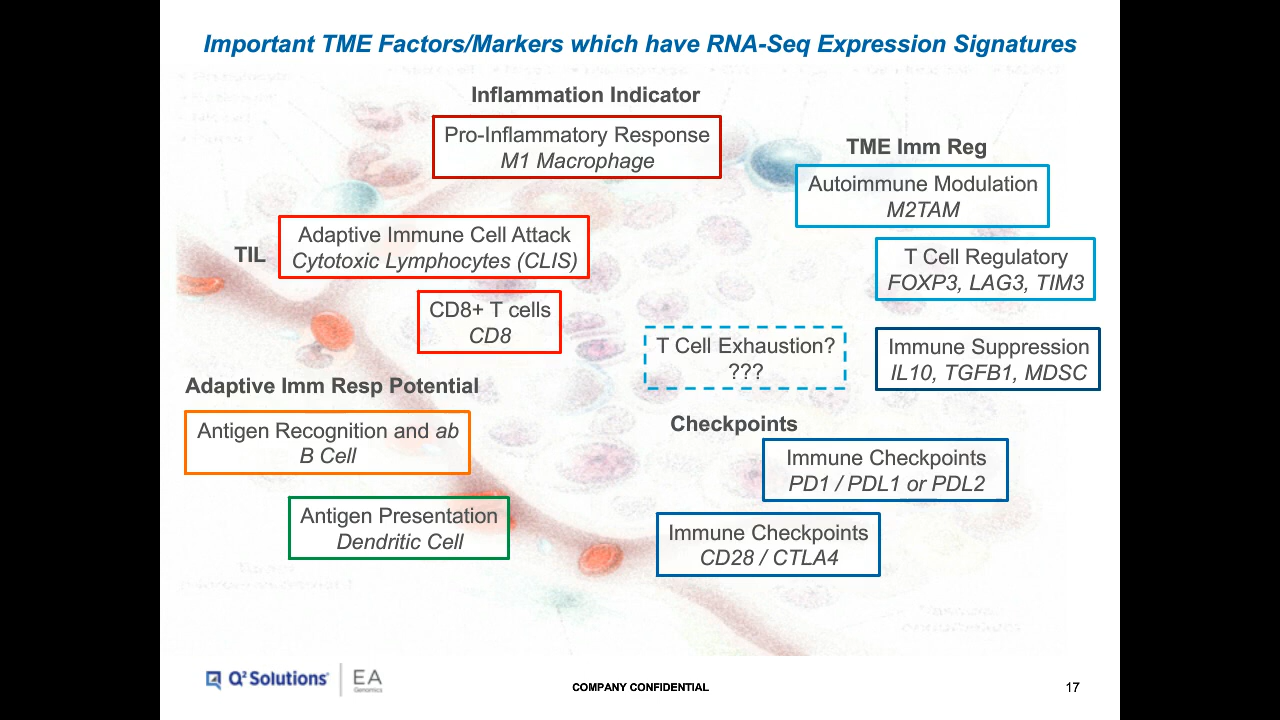 Important TME Factors/Markers which have RNA-Seq Expression Signatures
Inflammation Indicator
Pro-Inflammatory Response
M1 Macrophage
TME Imm Reg
Autoimmune Modulation
M2TAM
TIL
Adaptive Immune Cell Attack
Cytotoxic Lymphocytes (CLIS)
T Cell Regulatory
FOXP3, LAG3, TIM3
CD8+ T cells
CD8
T Cell Exhaustion?
???
Immune Suppression
IL10, TGFB1, MDSC
Adaptive Imm Resp Potential
Antigen Recognition and ab
B Cell
Checkpoints
Immune Checkpoints
PD1 / PDL1 or PDL2
Antigen Presentation
Dendritic Cell
Immune Checkpoints
CD28 / CTLA4
Q² Solutions
EA
Genomics
COMPANY CONFIDENTIAL
17